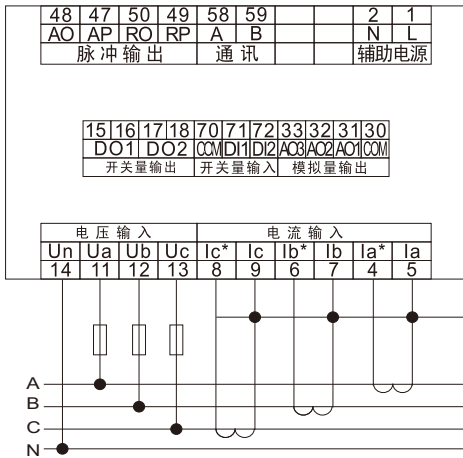 48 47 50 49 58 59 2 1
AO AP RO RP A B N L
脉冲输出 通讯 辅助电源
15 16 17 18 70 71 72 33 32 31 30
DO1 DO2 COM DI1 DI2 AO3 AO2 AO1 COM
开关量输出 开关量输入 模拟量输出
电压输入 电流输入
Un Ua Ub Uc Ic* Ic Ib* Ib Ia* Ia
14 11 12 13 8 9 6 7 4 5
A
B
C
N